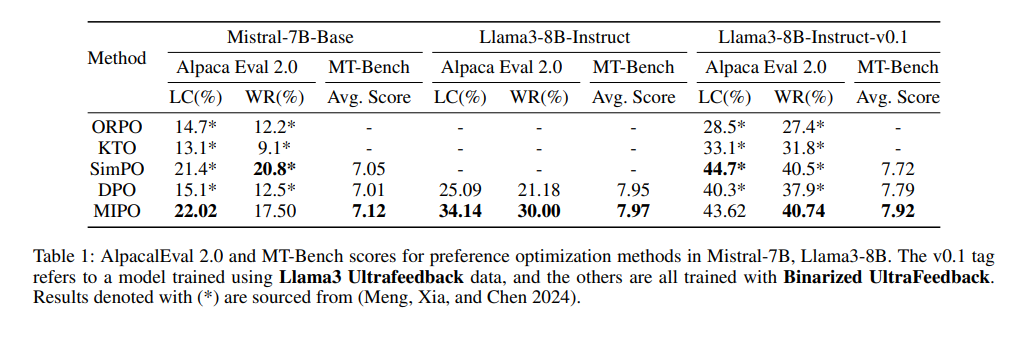 Method Mistral-7B-Base Llama3-8B-Instruct Llama3-8B-Instruct-v0.1
Alpaca Eval 2.0 MT-Bench Alpaca Eval 2.0 MT-Bench Alpaca Eval 2.0 MT-Bench
LC(%) WR(%) Avg. Score LC(%) WR(%) Avg. Score LC(%) WR(%) Avg. Score
ORPO 14.7* 12.2* - - - - 28.5* 27.4* -
KTO 13.1* 9.1* - - - - 33.1* 31.8* -
SimPO 21.4* 20.8* 7.05 - - - 44.7* 40.5* 7.72
DPO 15.1* 12.5* 7.01 25.09 21.18 7.95 40.3* 37.9* 7.79
MIPO 22.02 17.50 7.12 34.14 30.00 7.97 43.62 40.74 7.92
Table 1: AlpacalEval 2.0 and MT-Bench scores for preference optimization methods in Mistral-7B, Llama3-8B. The v0.1 tag
refers to a model trained using Llama3 Ultrafeedback data, and the others are all trained with Binarized UltraFeedback.
Results denoted with (*) are sourced from (Meng, Xia, and Chen 2024).